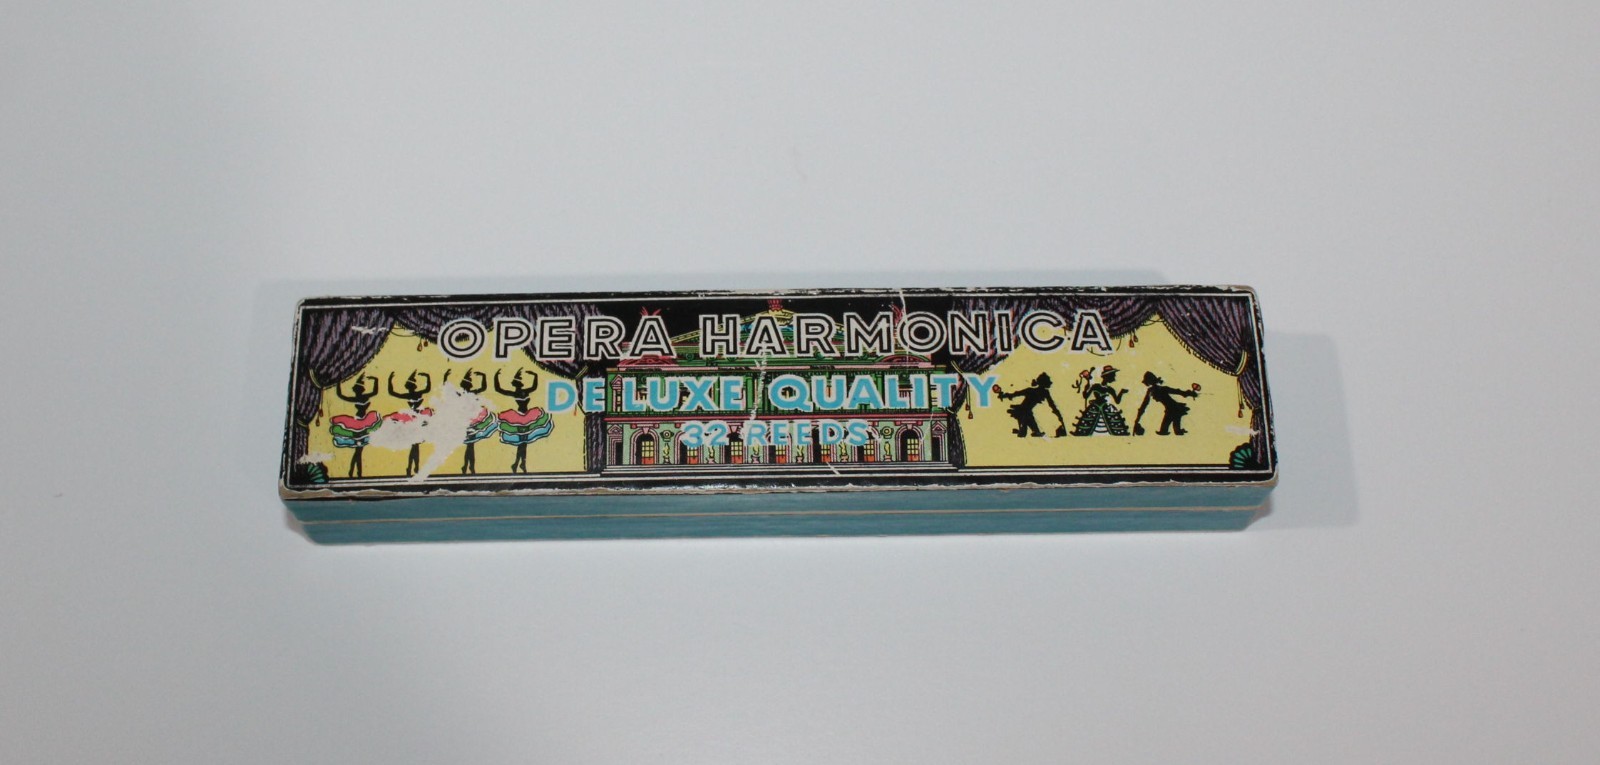 OPERA HARMONICA
DE LUXE QUALITY
32 REEDS